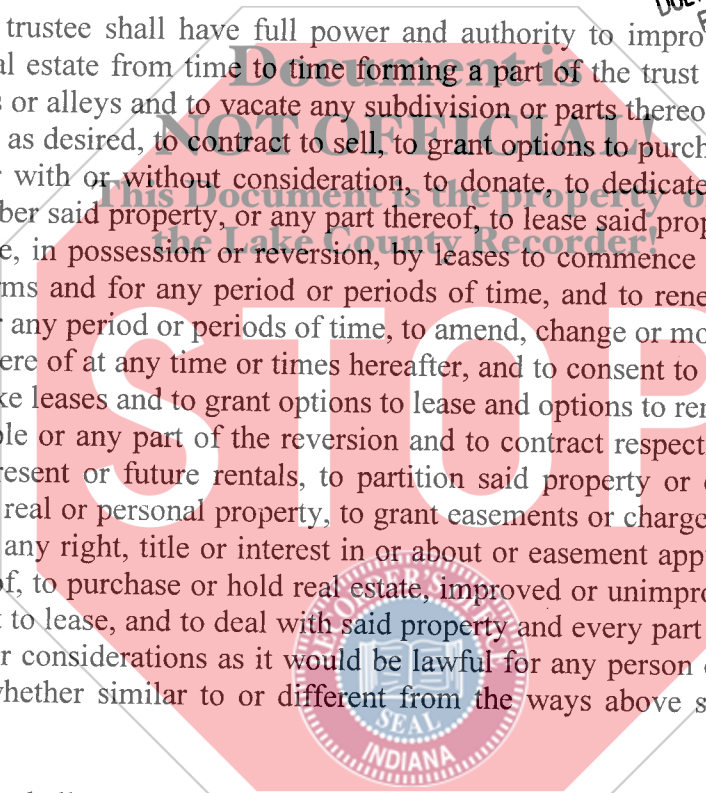 trustee shall have full power and authority to impro
al estate from time to time forming a part of the trust
Document is
s or alleys and to vacate any subdivision or parts thereo
NOT OFFICIAL!
as desired, to contract to sell, to grant options to purch
r with or without consideration, to donate, to dedicate
This Document is the property o
ber said property, or any part thereof, to lease said prop
the Lake County Recorder!
e, in possession or reversion, by leases to commence
rms and for any period or periods of time, and to rene
r any period or periods of time, to amend, change or mo
ere of at any time or times hereafter, and to consent to
STOP
ke leases and to grant options to lease and options to ren
ole or any part of the reversion and to contract respect
resent or future rentals, to partition said property or
real or personal property, to grant easements or charge
any right, title or interest in or about or easement app
of, to purchase or hold real estate, improved or unimpro
t to lease, and to deal with said property and every part
r considerations as it would be lawful for any person
whether similar to or different from the ways above s
SEAL
INDIANA